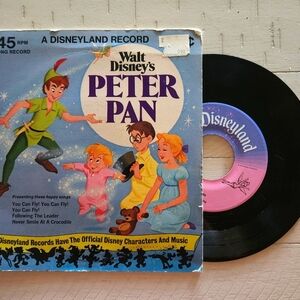 45 RPM
A DISNEYLAND RECORD
NG RECORD
Walt
Disney's
PETER
PAN
Disneyland
Presenting these happy songs
You Can Fly! You Can Fly!
You Can Fly!
Following The Leader
Never Smile At A Crocodile
Disneyland Records Have The Official Disney Characters And Music